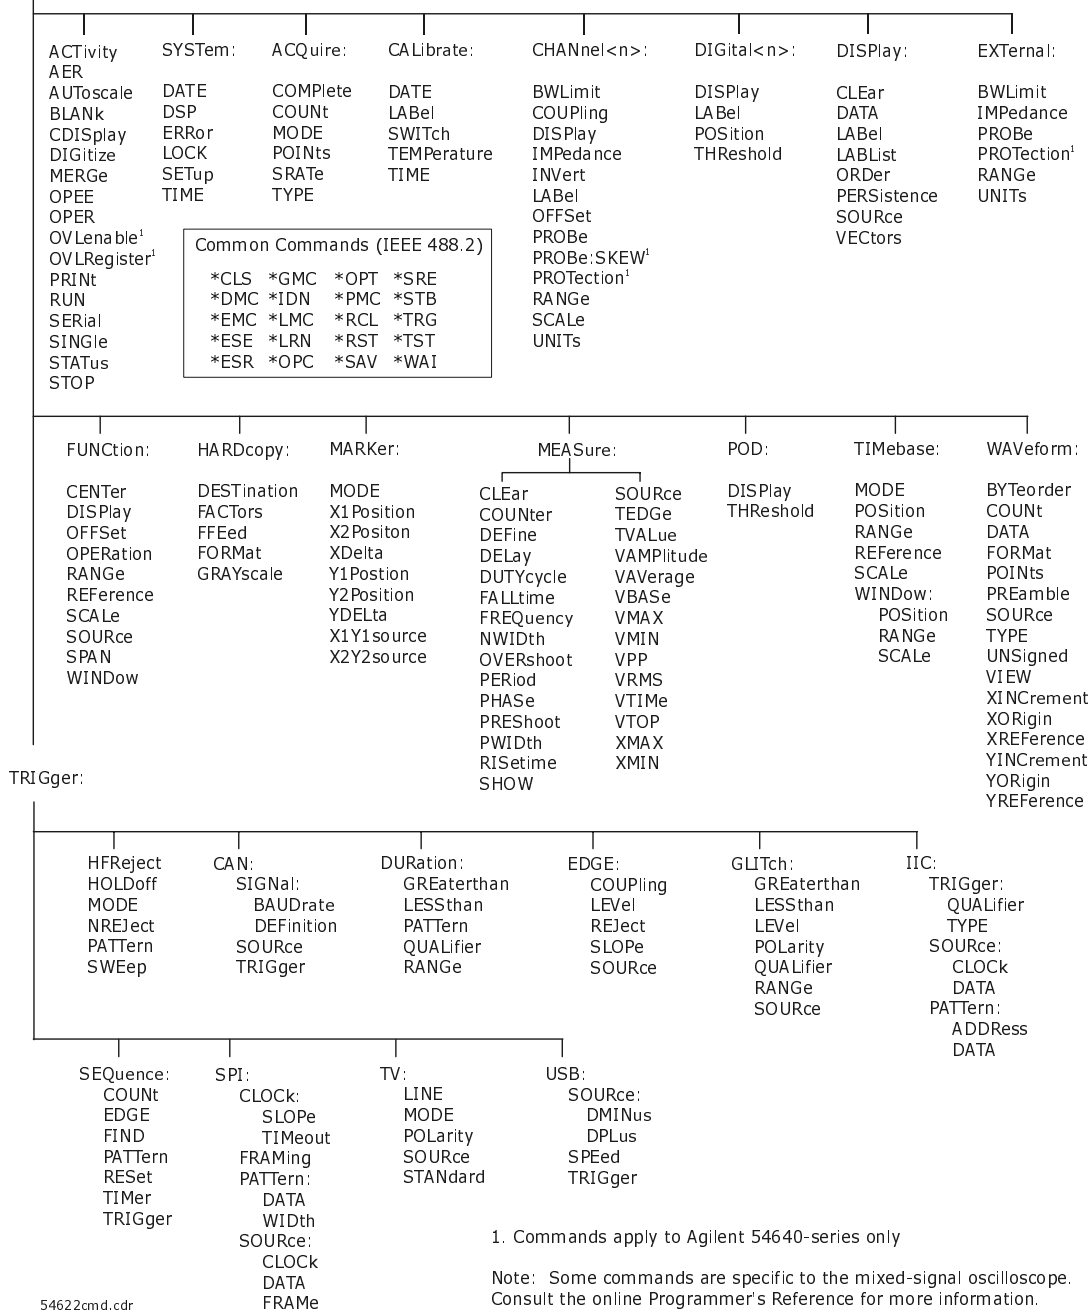 ACTivity
AER
AUToscale
BLANk
CDISplay
DIGitize
MERGe
OPEE
OPER
OVLenable¹
OVLRegister¹
PRINt
RUN
SERial
SINGle
STATus
STOP
SYSTem:
DATE
DSP
ERRor
LOCK
SETup
TIME
ACQuire:
COMPlete
COUNt
MODE
POINts
SRATe
TYPE
CALibrate:
DATE
LABel
SWITch
TEMPerature
TIME
CHANnel<n>:
BWLimit
COUPling
DISPlay
IMPedance
INVert
LABel
OFFSet
PROBe
PROBe:SKEW¹
PROTection¹
RANGe
SCALe
UNITs
DIGital<n>:
DISPlay
LABel
POSition
THReshold
DISPlay:
CLEar
DATA
LABel
LABList
ORDer
PERSistence
SOURce
VECtors
EXTernal:
BWLimit
IMPedance
PROBe
PROTection¹
RANGe
UNITs
Common Commands (IEEE 488.2)
*CLS *GMC *OPT *SRE
*DMC *IDN *PMC *STB
*EMC *LMC *RCL *TRG
*ESE *LRN *RST *TST
*ESR *OPC *SAV *WAI
FUNCtion:
CENTer
DISPlay
OFFSet
OPERation
RANGe
REFerence
SCALe
SOURce
SPAN
WINDow
HARDcopy:
DESTination
FACTors
FFEed
FORMat
GRAYscale
MARKer:
MODE
X1Position
X2Positon
XDelta
Y1Postion
Y2Position
YDELta
X1Y1source
X2Y2source
MEASure:
CLEar
COUNter
DEFine
DELay
DUTYcycle
FALLtime
FREQuency
NWIDth
OVERshoot
PERiod
PHASe
PREShoot
PWIDth
RISetime
SHOW
SOURce
TEDGe
TVALue
VAMPlitude
VAVerage
VBASe
VMAX
VMIN
VPP
VRMS
VTIMe
VTOP
XMAX
XMIN
POD:
DISPlay
THReshold
TIMebase:
MODE
POSition
RANGe
REFerence
SCALe
WINDow:
POSition
RANGe
SCALe
WAVeform:
BYTeorder
COUNt
DATA
FORMat
POINts
PREamble
SOURce
TYPE
UNSigned
VIEW
XINCrement
XORigin
XREFerence
YINCrement
YORigin
YREFerence
TRIGger:
HFReject
HOLDoff
MODE
NREJect
PATTern
SWEep
CAN:
SIGNal:
BAUDrate
DEFinition
SOURce
TRIGger
DURation:
GREaterthan
LESSthan
PATTern
QUALifier
RANGe
EDGE:
COUPling
LEVel
REJect
SLOPe
SOURce
GLITch:
GREaterthan
LESSthan
LEVel
POLarity
QUALifier
RANGe
SOURce
IIC:
TRIGger:
QUALifier
TYPE
SOURce:
CLOCk
DATA
PATTern:
ADDRess
DATA
SEQuence:
COUNt
EDGE
FIND
PATTern
RESet
TIMer
TRIGger
SPI:
CLOCk:
SLOPe
TIMeout
FRAMing
PATTern:
DATA
WIDth
SOURce:
CLOCk
DATA
FRAMe
TV:
LINE
MODE
POLarity
SOURce
STANdard
USB:
SOURce:
DMINus
DPLus
SPEed
TRIGger
1. Commands apply to Agilent 54640-series only
Note: Some commands are specific to the mixed-signal oscilloscope.
Consult the online Programmer's Reference for more information.
54622cmd.cdr